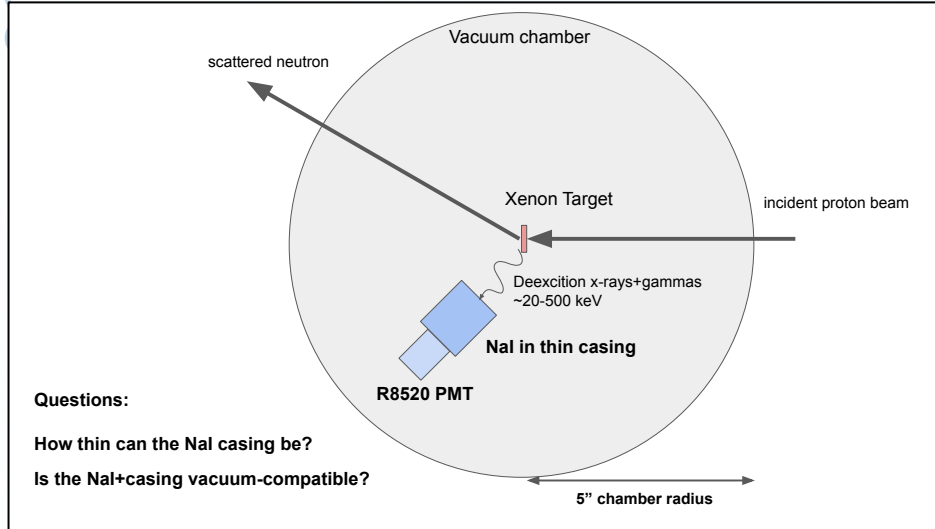 Vacuum chamber
scattered neutron
Xenon Target
incident proton beam
Deexcition x-rays+gammas
~20-500 keV
NaI in thin casing
R8520 PMT
Questions:
How thin can the NaI casing be?
Is the NaI+casing vacuum-compatible?
5” chamber radius